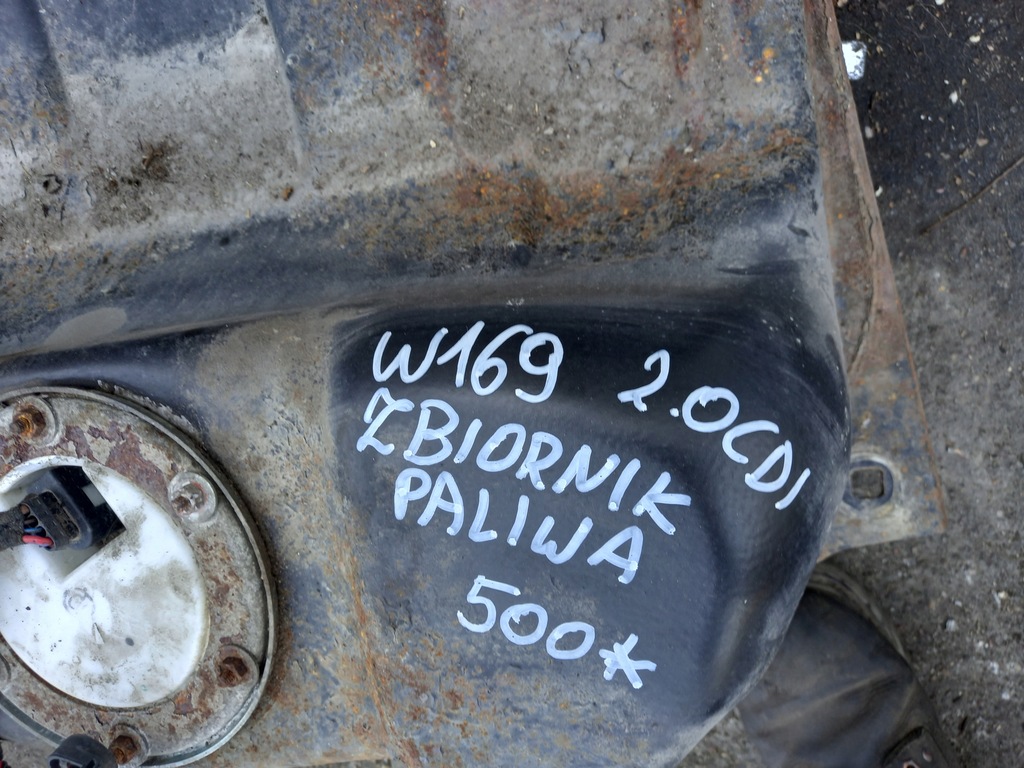 W169 2.0CDI
ZBIORNIK
PALIWA
500*